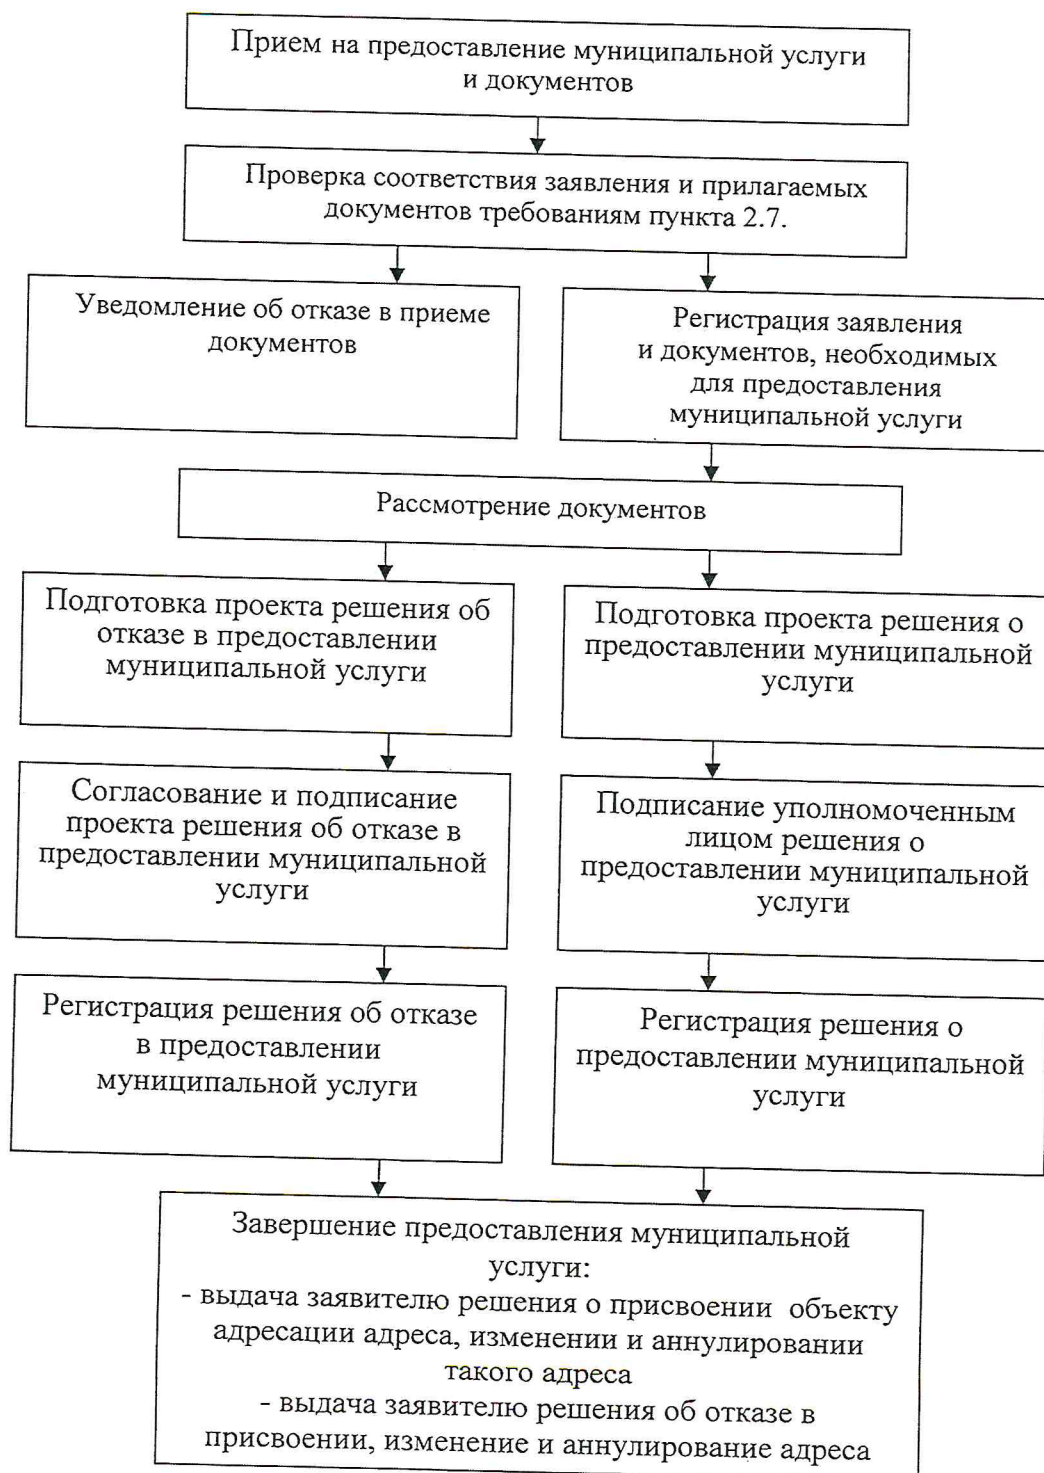 Прием на предоставление муниципальной услуги
и документов
Проверка соответствия заявления и прилагаемых
документов требованиям пункта 2.7.
Уведомление об отказе в приеме
документов
Регистрация заявления
и документов, необходимых
для предоставления
муниципальной услуги
Рассмотрение документов
Подготовка проекта решения об
отказе в предоставлении
муниципальной услуги
Подготовка проекта решения о
предоставлении муниципальной
услуги
Согласование и подписание
проекта решения об отказе в
предоставлении муниципальной
услуги
Подписание уполномоченным
лицом решения о
предоставлении муниципальной
услуги
Регистрация решения об отказе
в предоставлении
муниципальной услуги
Регистрация решения о
предоставлении муниципальной
услуги
Завершение предоставления муниципальной
услуги:
- выдача заявителю решения о присвоении объекту
адресации адреса, изменении и аннулировании
такого адреса
- выдача заявителю решения об отказе в
присвоении, изменение и аннулирование адреса